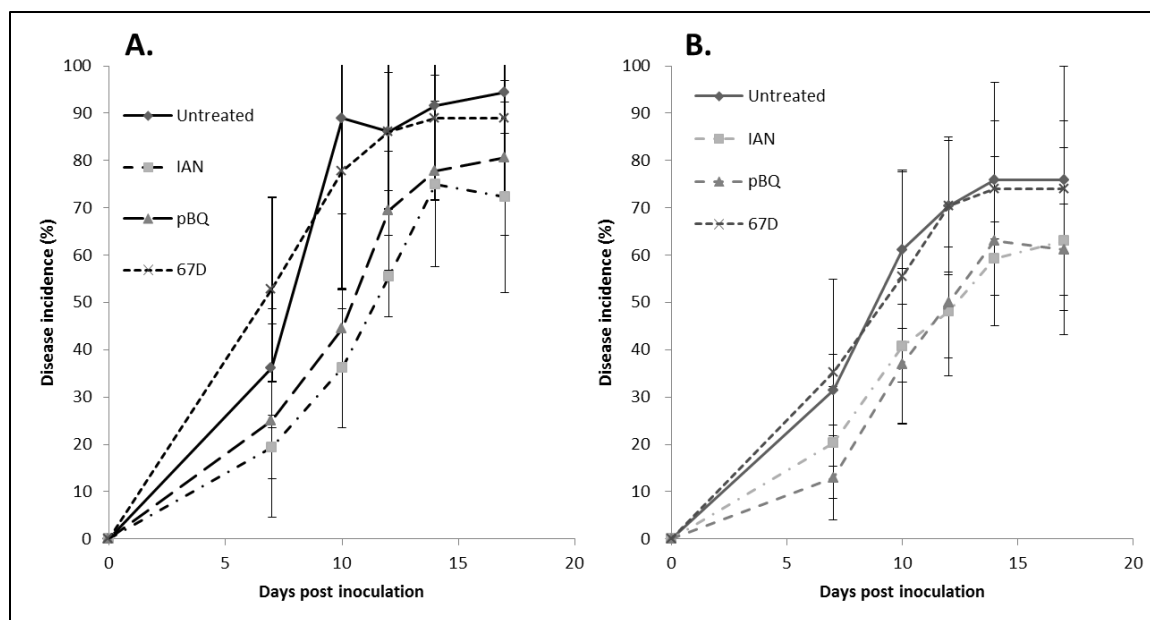 A.
Disease incidence (%)
100
90
80
70
60
50
40
30
20
10
0
Untreated
IAN
pBQ
67D
0 5 10 15 20
Days post inoculation
B.
Disease incidence (%)
100
90
80
70
60
50
40
30
20
10
0
Untreated
IAN
pBQ
67D
0 5 10 15 20
Days post inoculation